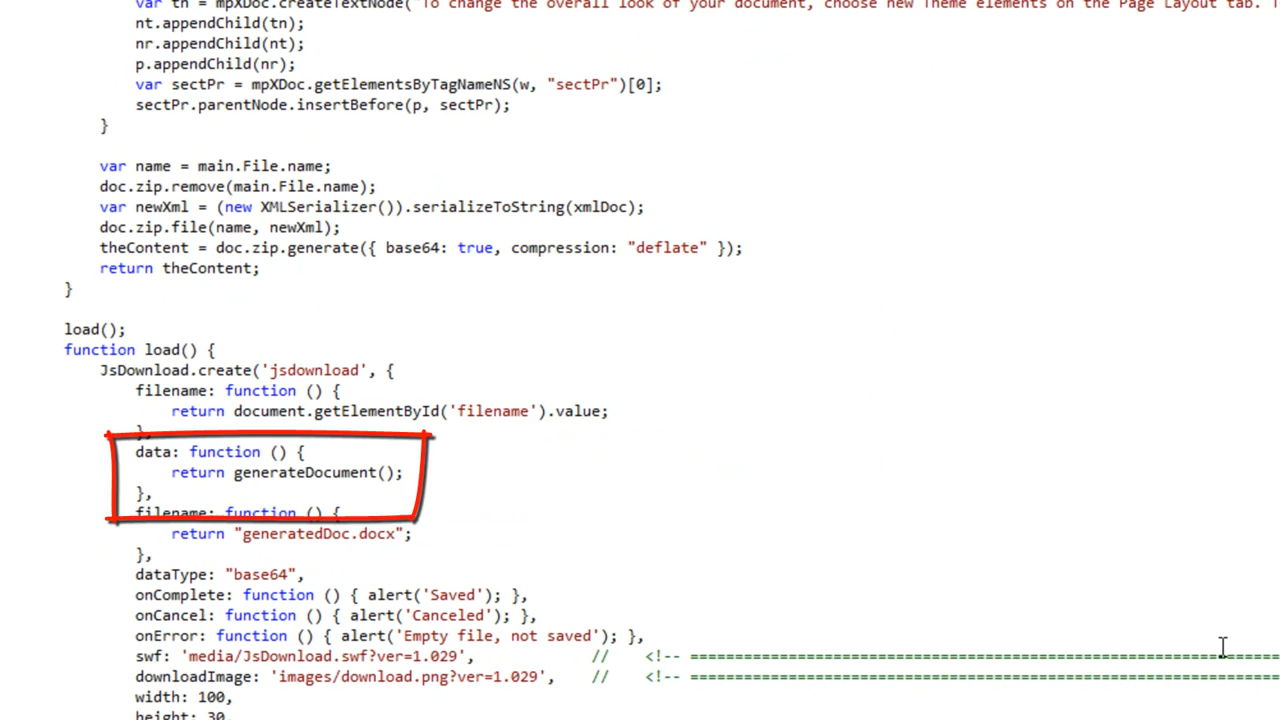 var tn = mpXDoc.createTextNode("To change the overall look of your document, choose new Theme elements on the Page Layout tab.
nt.appendChild(tn);
nr.appendChild(nt);
p.appendChild(nr);
var sectPr = mpXDoc.getElementsByTagNameNS(w, "sectPr")[0];
sectPr.parentNode.insertBefore(p, sectPr);
}
var name = main.File.name;
doc.zip.remove(main.File.name);
var newXml = (new XMLSerializer()).serializeToString(xmlDoc);
doc.zip.file(name, newXml);
theContent = doc.zip.generate({ base64: true, compression: "deflate" });
return theContent;
}
load();
function load() {
JsDownload.create('jsdownload', {
filename: function () {
return document.getElementById('filename').value;
},
data: function () {
return generateDocument();
},
filename: function () {
return "generatedDoc.docx";
},
dataType: "base64",
onComplete: function () { alert('Saved'); },
onCancel: function () { alert('Canceled'); },
onError: function () { alert('Empty file, not saved'); },
swf: 'media/JsDownload.swf?ver=1.029', // <!-- ==================================================================
downloadImage: 'images/download.png?ver=1.029', // <!-- ==================================================================
width: 100,
height: 30,